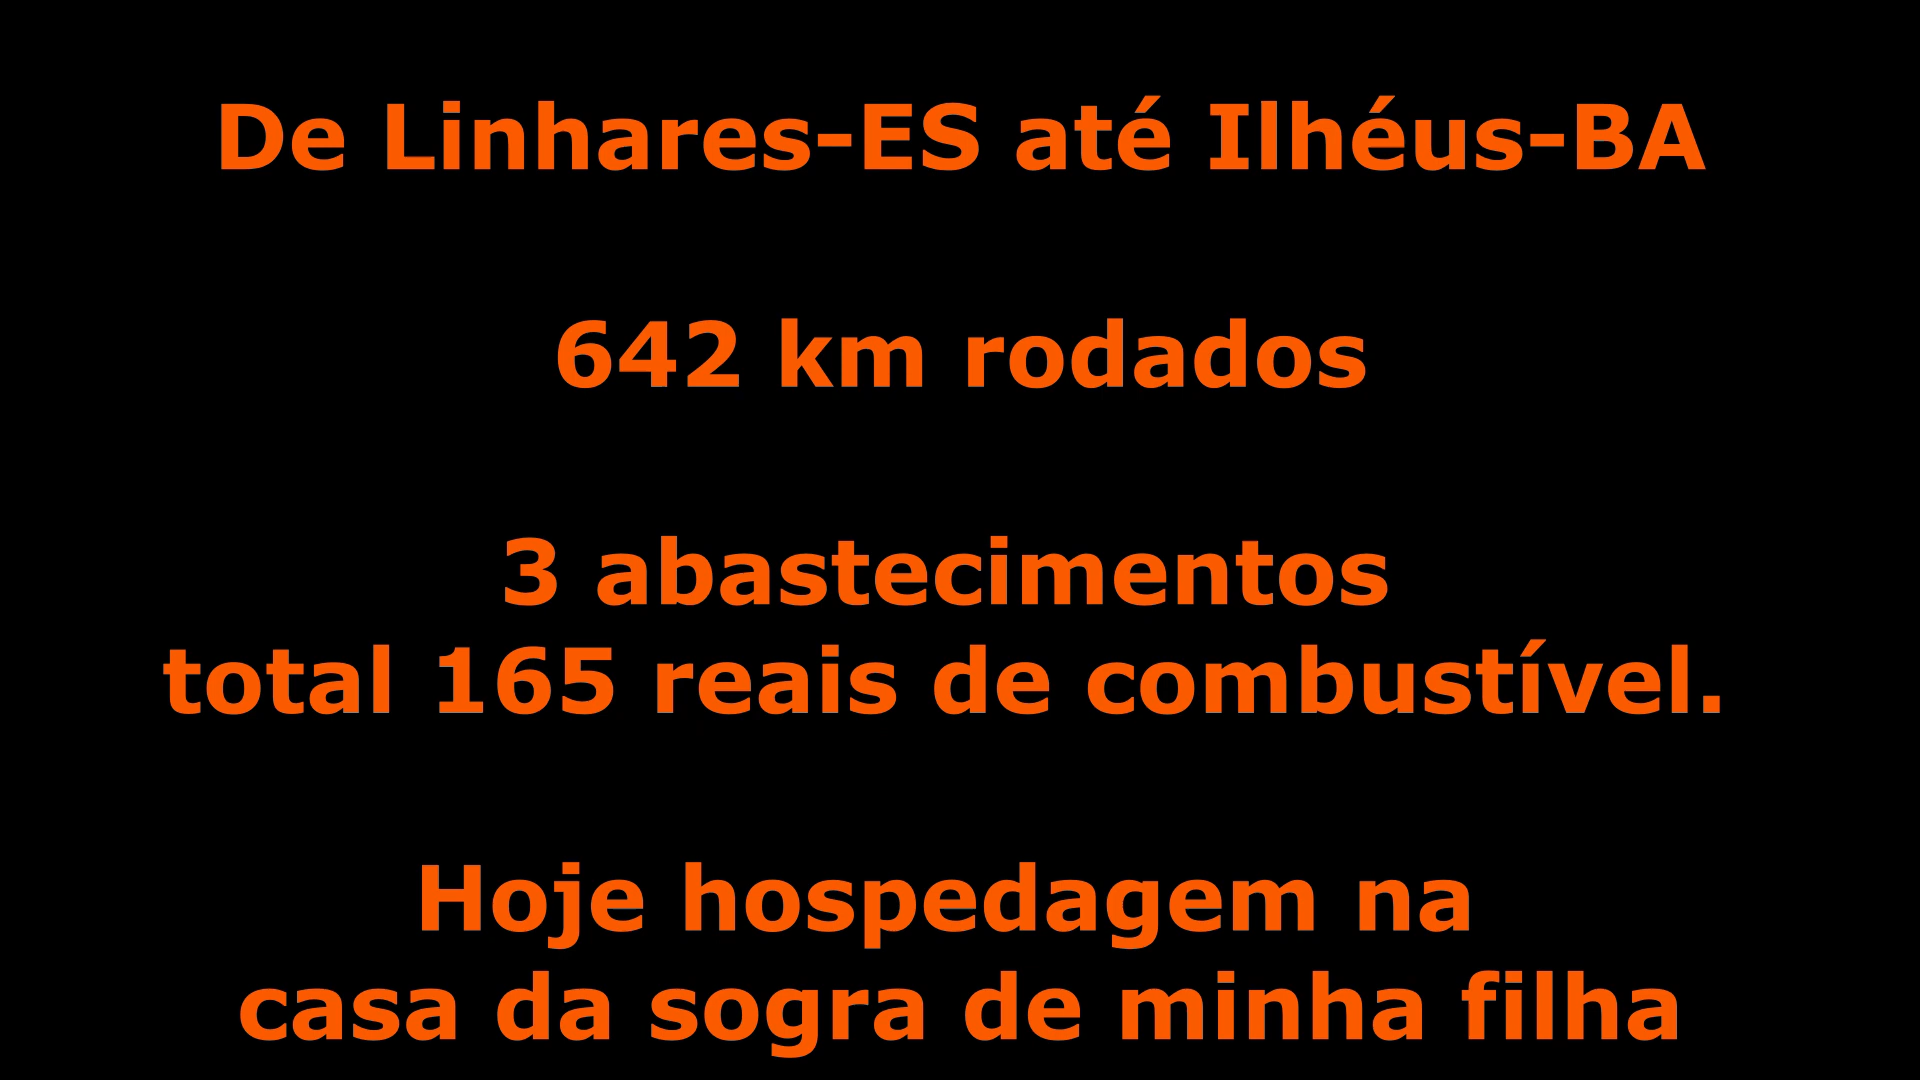 De Linhares-ES até Ilhéus-BA
642 km rodados
3 abastecimentos
total 165 reais de combustível.
Hoje hospedagem na
casa da sogra de minha filha